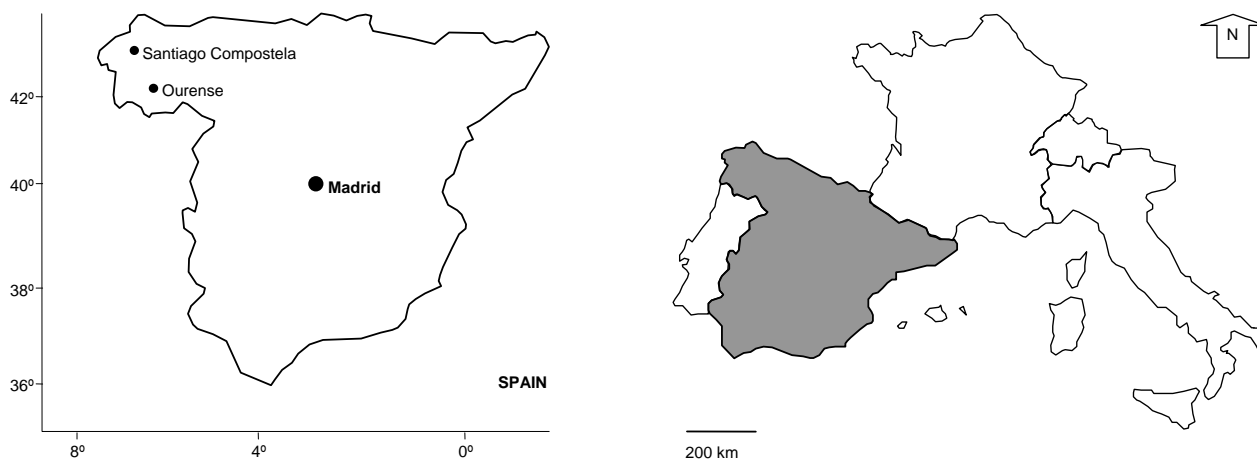 Santiago Compostela
Ourense
42º
40º
Madrid
38º
36º
SPAIN
8º
4º
0º
N
200 km